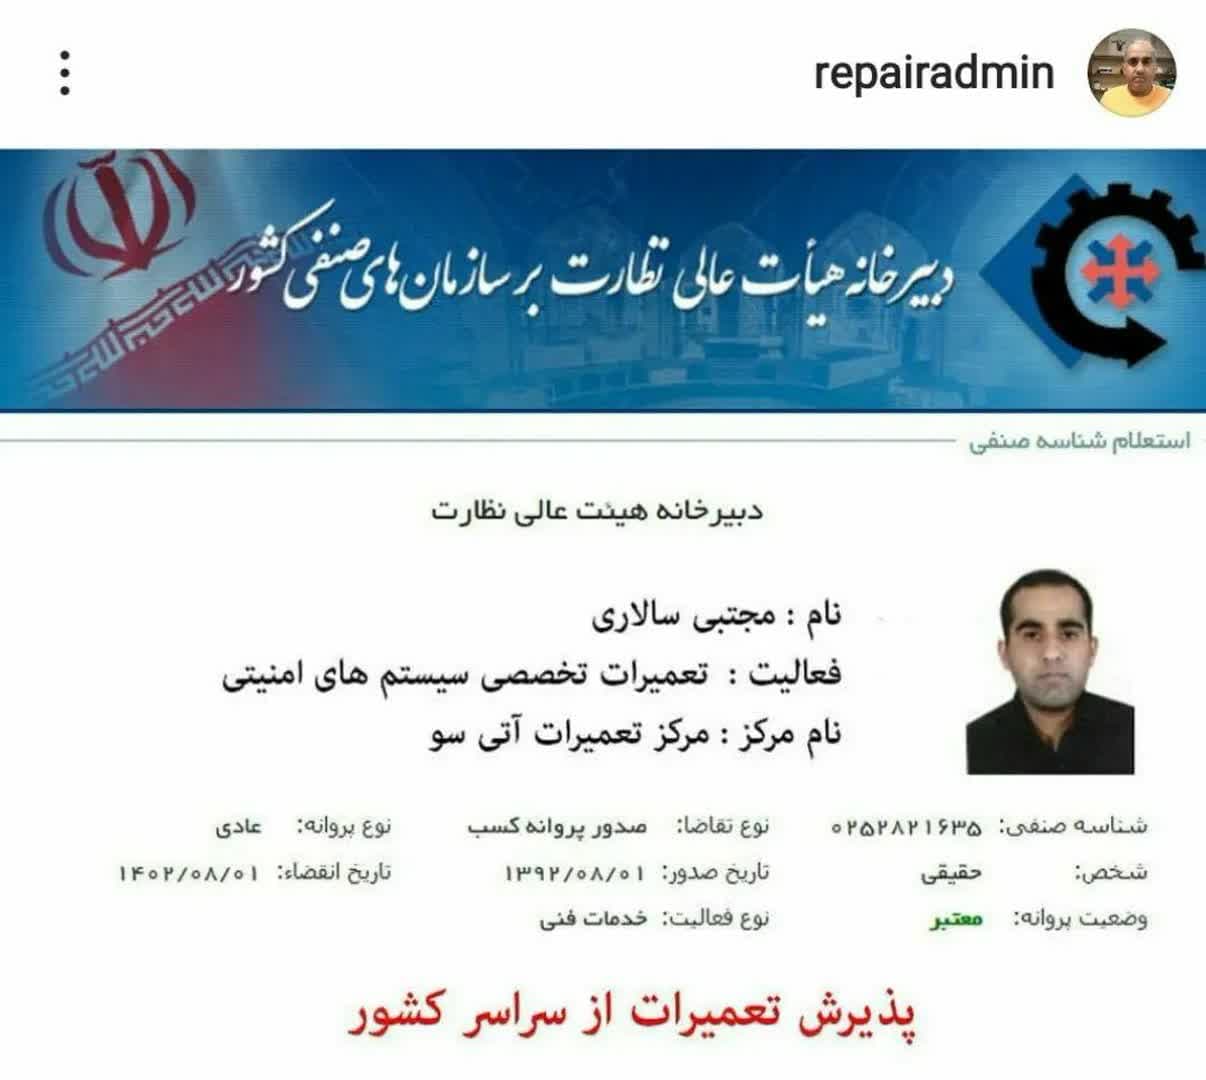 repairadmin
دبیرخانه هیأت عالی نظارت بر سازمان های صنفی کشور
استعلام شناسه صنفی
دبیرخانه هیئت عالی نظارت
نام : مجتبی سالاری
فعالیت : تعمیرات تخصصی سیستم های امنیتی
نام مرکز : مرکز تعمیرات آتی سو
شناسه صنفی: ۰۲۵۲۸۲۱۶۳۵ نوع تقاضا: صدور پروانه کسب نوع پروانه: عادی
شخص: حقیقی تاریخ صدور: ۱۳۹۲/۰۸/۰۱ تاریخ انقضاء: ۱۴۰۲/۰۸/۰۱
وضعیت پروانه: معتبر نوع فعالیت: خدمات فنی
پذیرش تعمیرات از سراسر کشور